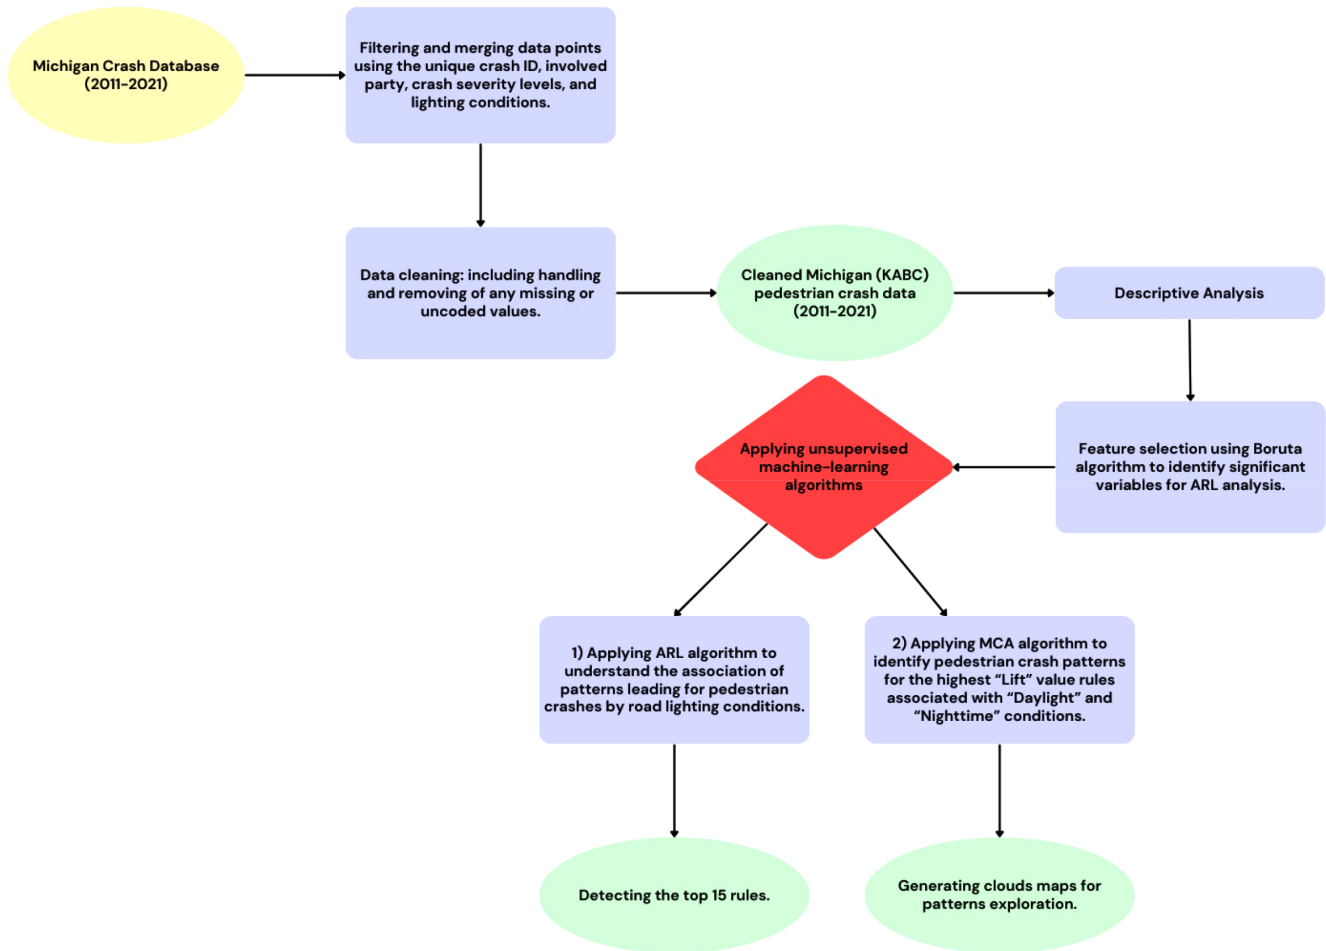 Michigan Crash Database
(2011-2021)
Filtering and merging data points
using the unique crash ID, involved
party, crash severity levels, and
lighting conditions.
Data cleaning: including handling
and removing of any missing or
uncoded values.
Cleaned Michigan (KABC)
pedestrian crash data
(2011-2021)
Descriptive Analysis
Feature selection using Boruta
algorithm to identify significant
variables for ARL analysis.
Applying unsupervised
machine-learning
algorithms
1) Applying ARL algorithm to
understand the association of
patterns leading for pedestrian
crashes by road lighting conditions.
2) Applying MCA algorithm to
identify pedestrian crash patterns
for the highest “Lift” value rules
associated with “Daylight” and
“Nighttime” conditions.
Detecting the top 15 rules.
Generating clouds maps for
patterns exploration.